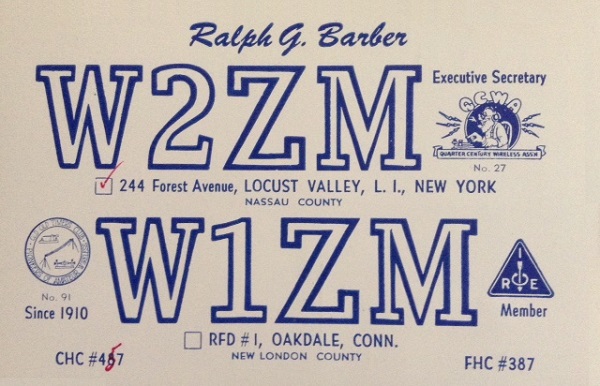 Ralph G. Barber
W2ZM
Executive Secretary
QCWA
QUARTER CENTURY WIRELESS ASS'N
No. 27
✓ 244 Forest Avenue, LOCUST VALLEY, L. I., NEW YORK
NASSAU COUNTY
W1ZM
No. 91
Since 1910
I
R E
Member
RFD #1, OAKDALE, CONN.
NEW LONDON COUNTY
CHC #457
FHC #387